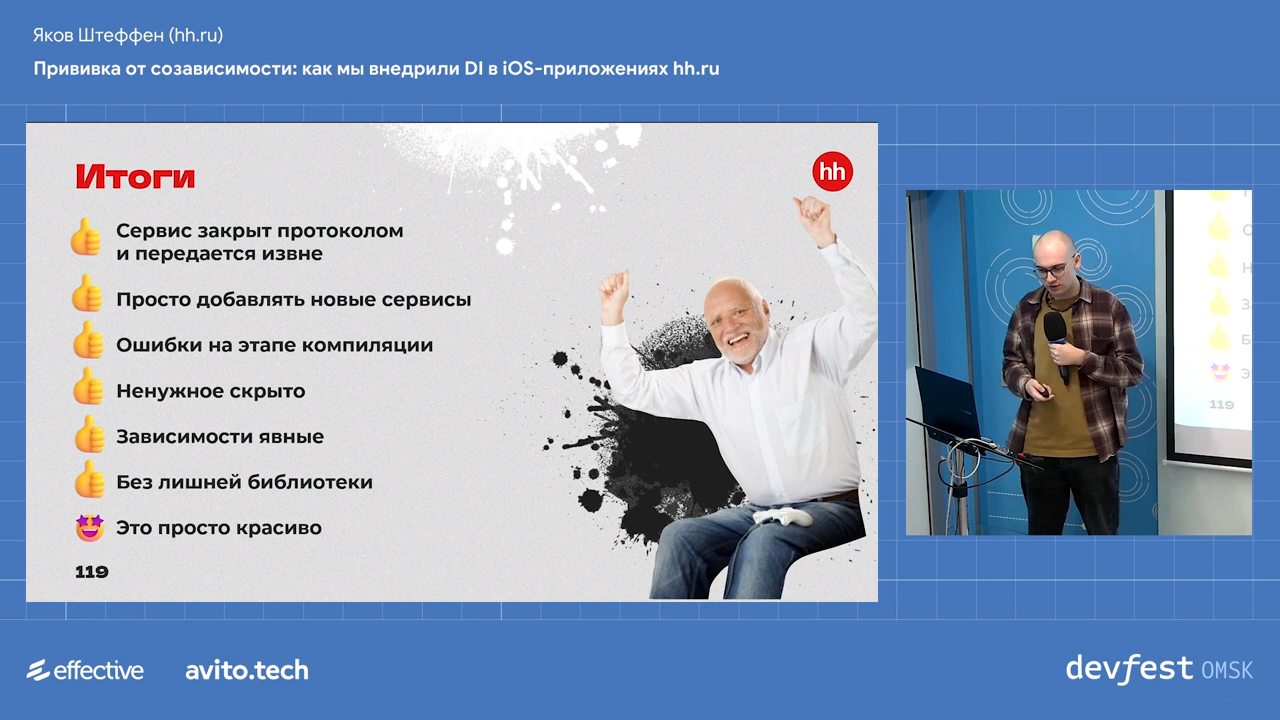 Яков Штеффен (hh.ru)
Прививка от созависимости: как мы внедрили DI в iOS-приложениях hh.ru
Итоги
hh
Сервис закрыт протоколом
и передается извне
Просто добавлять новые сервисы
Ошибки на этапе компиляции
Ненужное скрыто
Зависимости явные
Без лишней библиотеки
Это просто красиво
119
О
Н
З
Б
Э
119
effective
avito.tech
devfest OMSK